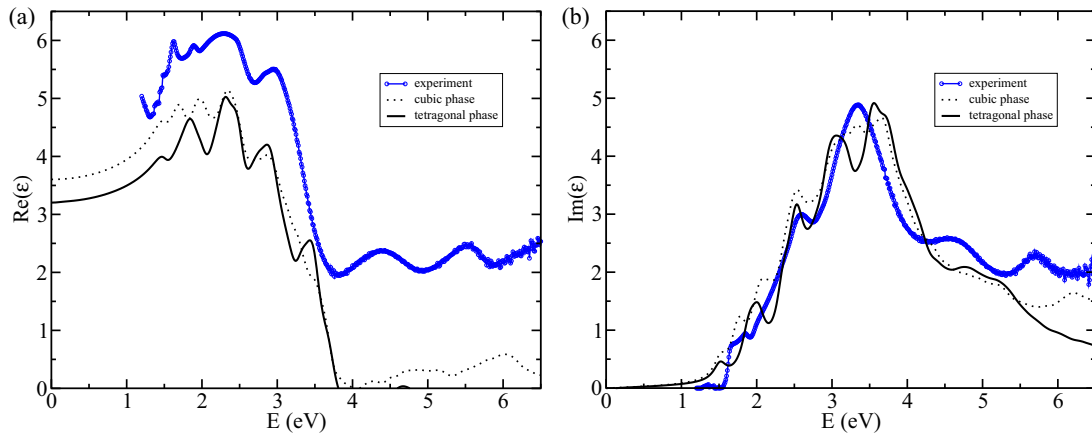 (a)
Re(ε)
6
5
4
3
2
1
0
0 1 2 3 4 5 6
E (eV)
experiment
cubic phase
tetragonal phase
(b)
Im(ε)
6
5
4
3
2
1
0
0 1 2 3 4 5 6
E (eV)
experiment
cubic phase
tetragonal phase